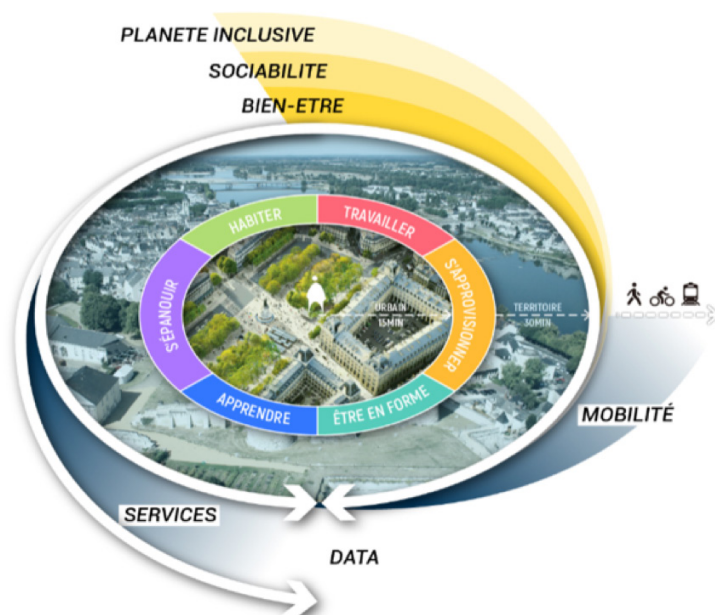 PLANETE INCLUSIVE
SOCIABILITE
BIEN-ETRE
HABITER
TRAVAILLER
S'ÉPANOUIR
S'APPROVISIONNER
URBAIN
15MIN
TERRITOIRE
30MIN
APPRENDRE
ÊTRE EN FORME
MOBILITÉ
SERVICES
DATA